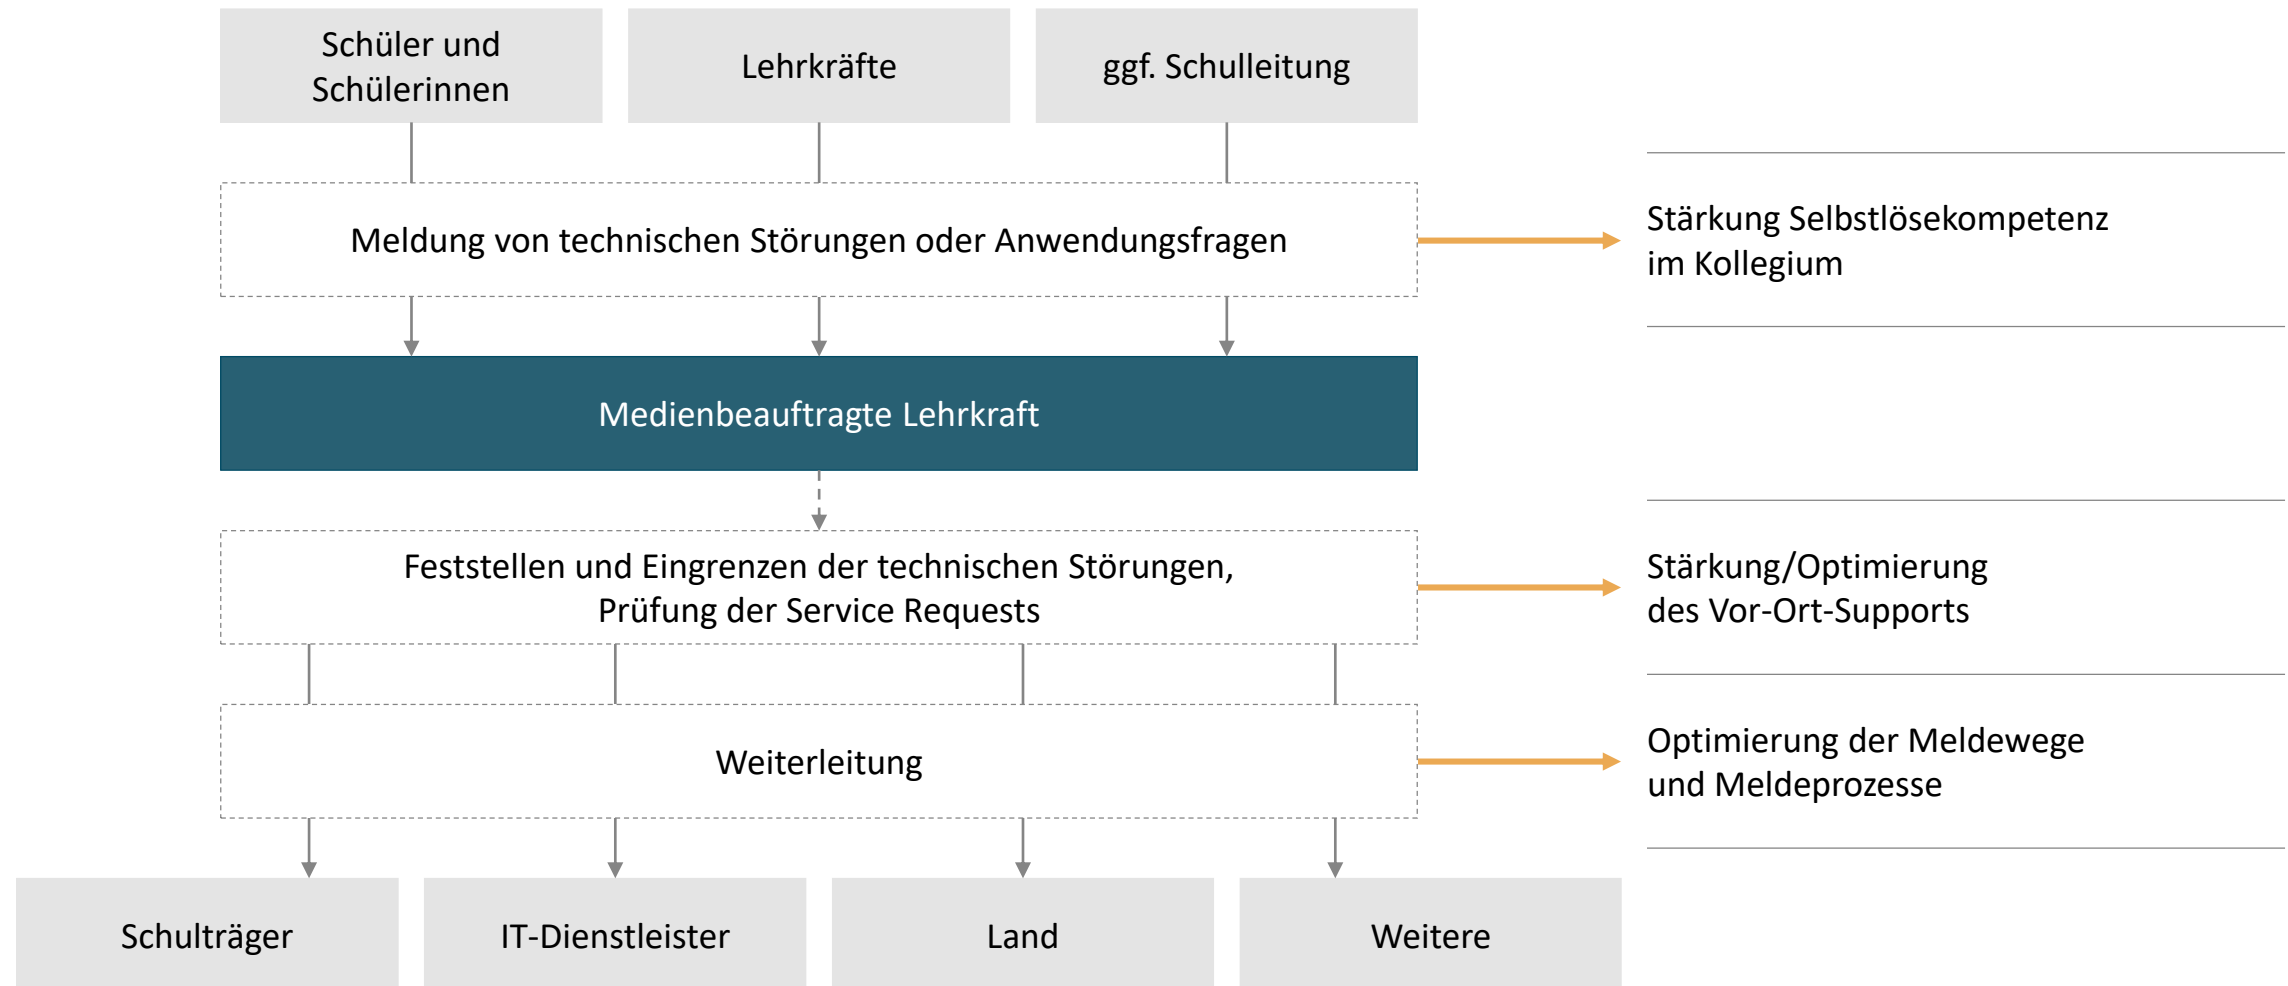 Schüler und
Schülerinnen
Lehrkräfte
ggf. Schulleitung
Meldung von technischen Störungen oder Anwendungsfragen
Stärkung Selbstlösekompetenz
im Kollegium
Medienbeauftragte Lehrkraft
Feststellen und Eingrenzen der technischen Störungen,
Prüfung der Service Requests
Stärkung/Optimierung
des Vor-Ort-Supports
Weiterleitung
Optimierung der Meldewege
und Meldeprozesse
Schulträger
IT-Dienstleister
Land
Weitere